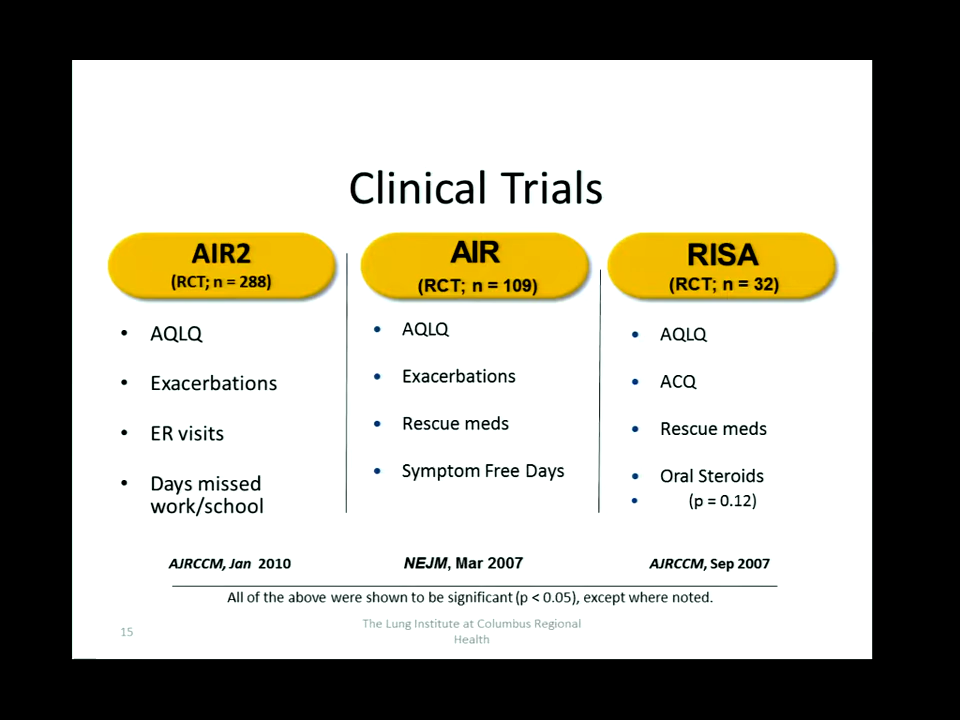 Clinical Trials
AIR2
(RCT; n = 288)
• AQLQ
• Exacerbations
• ER visits
• Days missed
work/school
AJRCCM, Jan 2010
AIR
(RCT; n = 109)
• AQLQ
• Exacerbations
• Rescue meds
• Symptom Free Days
NEJM, Mar 2007
RISA
(RCT; n = 32)
• AQLQ
• ACQ
• Rescue meds
• Oral Steroids
• (p = 0.12)
AJRCCM, Sep 2007
All of the above were shown to be significant (p < 0.05), except where noted.
15
The Lung Institute at Columbus Regional
Health